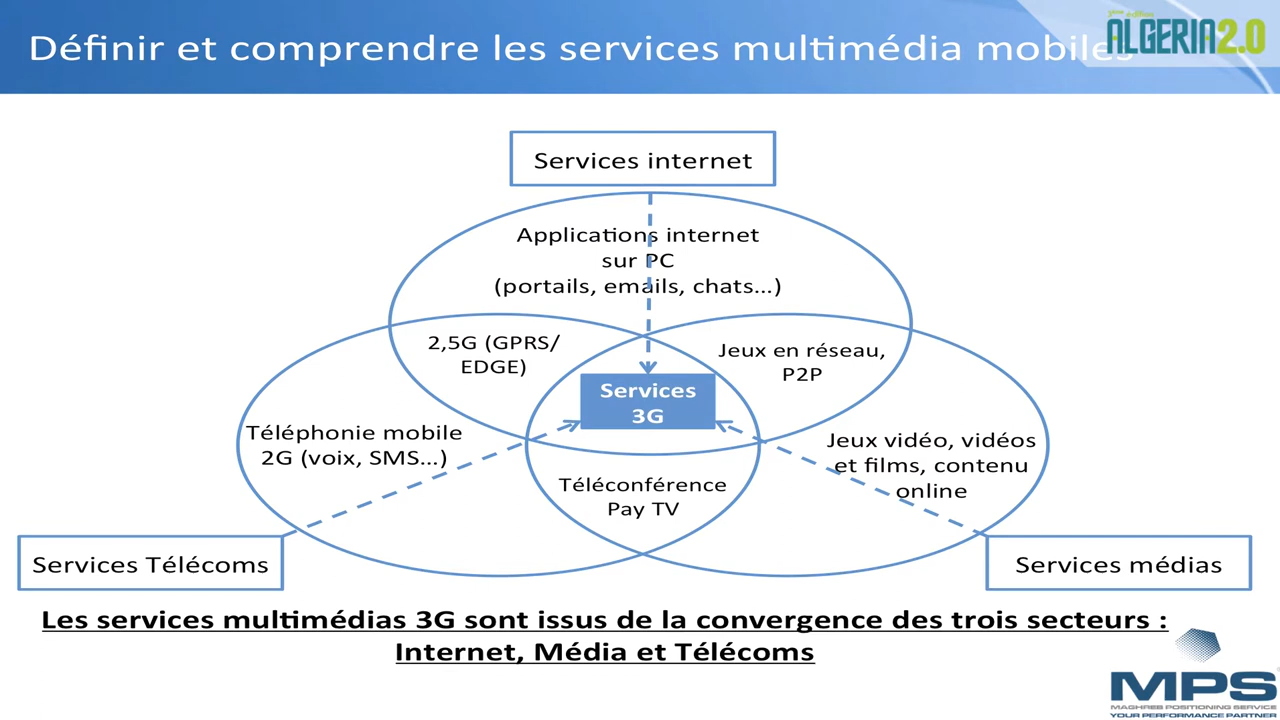 Définir et comprendre les services multimédia mobiles
ALGERIA2.0
Services internet
Applications internet
sur PC
(portails, emails, chats...)
2,5G (GPRS/
EDGE)
Jeux en réseau,
P2P
Services
3G
Téléphonie mobile
2G (voix, SMS...)
Jeux vidéo, vidéos
et films, contenu
online
Téléconférence
Pay TV
Services Télécoms
Services médias
Les services multimédias 3G sont issus de la convergence des trois secteurs :
Internet, Média et Télécoms
MPS
MAGHREB POSITIONING SERVICE
YOUR PERFORMANCE PARTNER